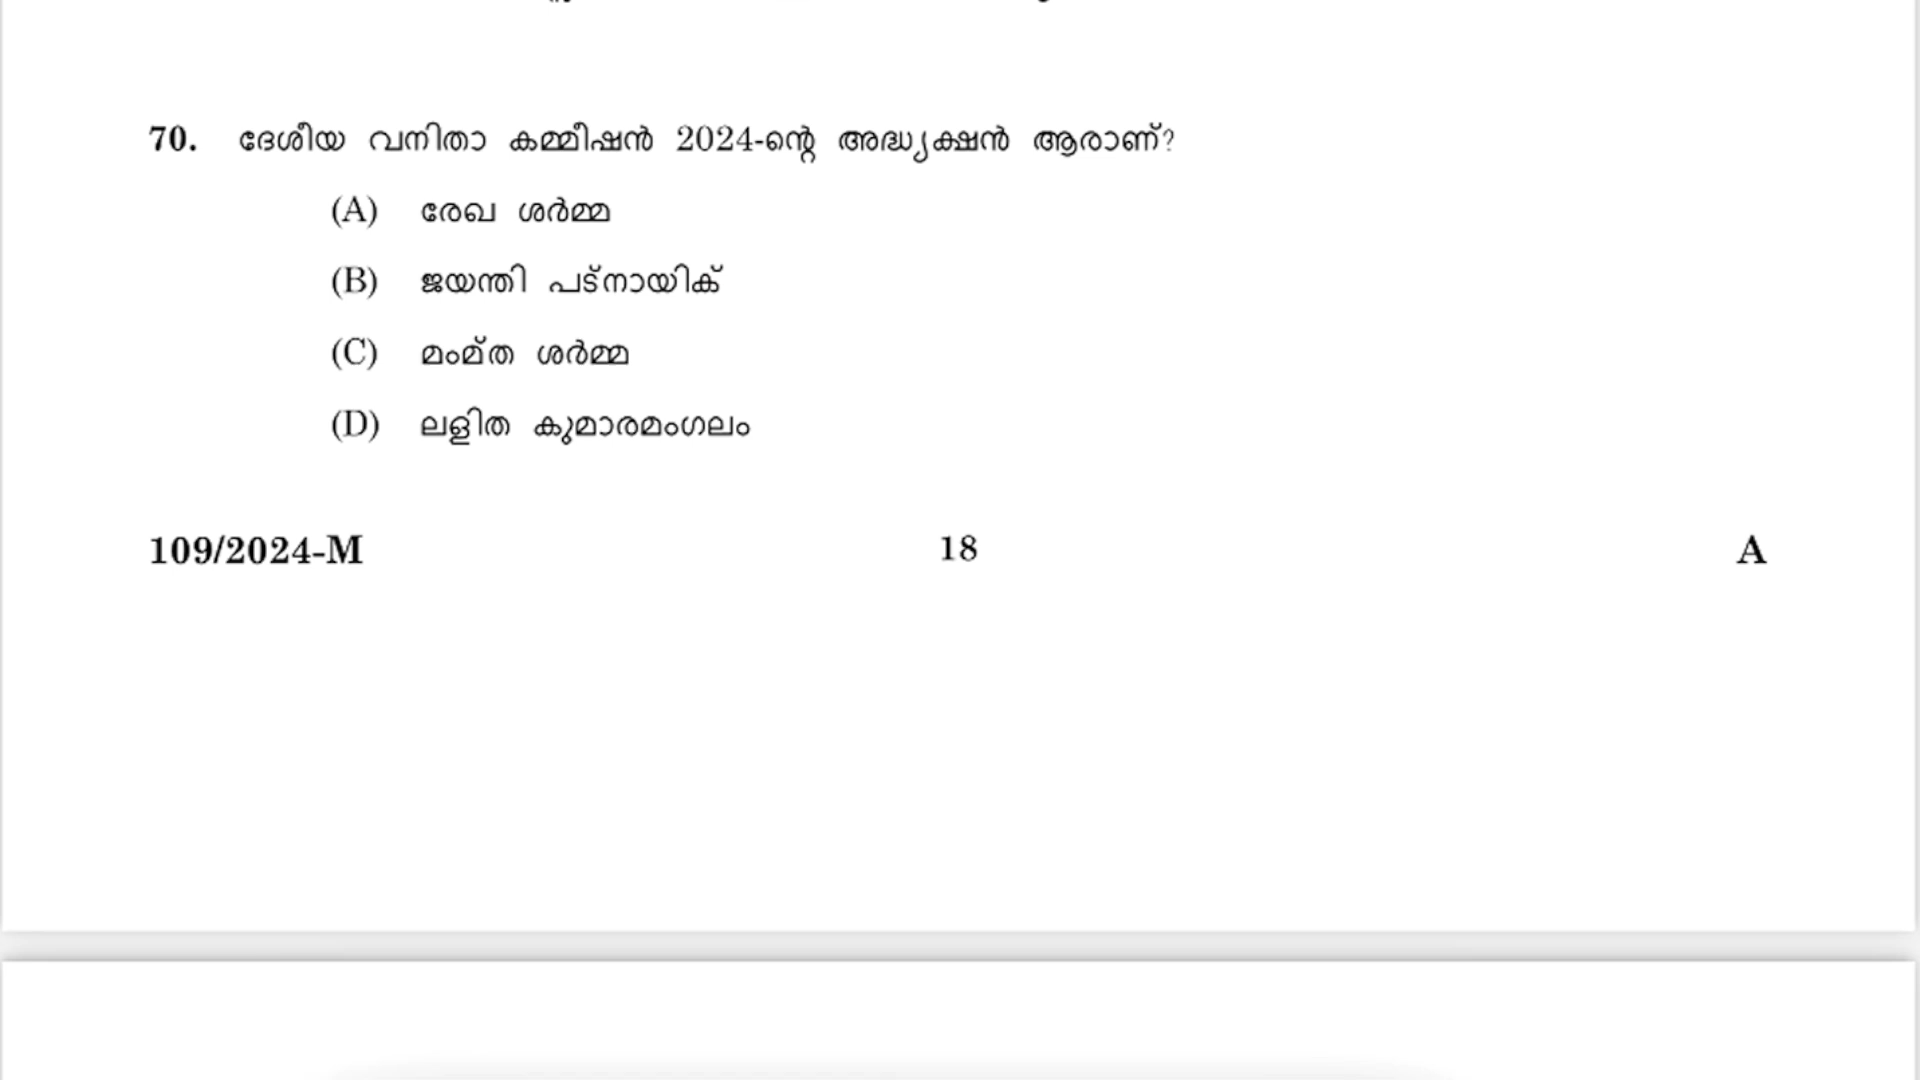 70. ദേശീയ വനിതാ കമ്മീഷൻ 2024-ന്റെ അദ്ധ്യക്ഷൻ ആരാണ്?
(A) രേഖ ശർമ്മ
(B) ജയന്തി പട്നായിക്
(C) മംമ്ത ശർമ്മ
(D) ലളിത കുമാരമംഗലം
109/2024-M 18 A